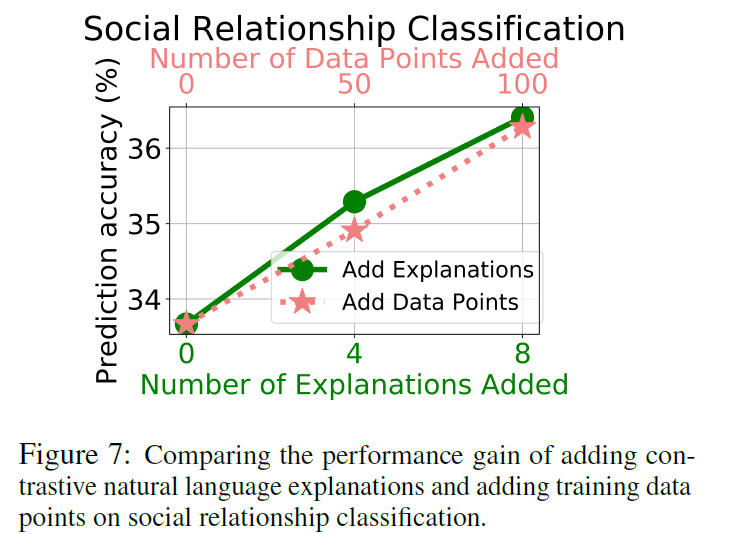 Social Relationship Classification
Number of Data Points Added
0 50 100
Prediction accuracy (%)
36
35
34
Add Explanations
Add Data Points
0 4 8
Number of Explanations Added
Figure 7: Comparing the performance gain of adding con-
trastive natural language explanations and adding training data
points on social relationship classification.